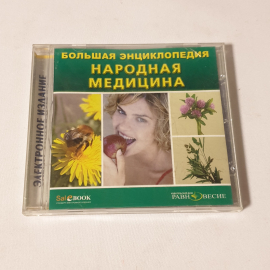 БОЛЬШАЯ ЭНЦИКЛОПЕДИЯ
НАРОДНАЯ
МЕДИЦИНА
ЭЛЕКТРОННОЕ ИЗДАНИЕ
РАВНОВЕСИЕ